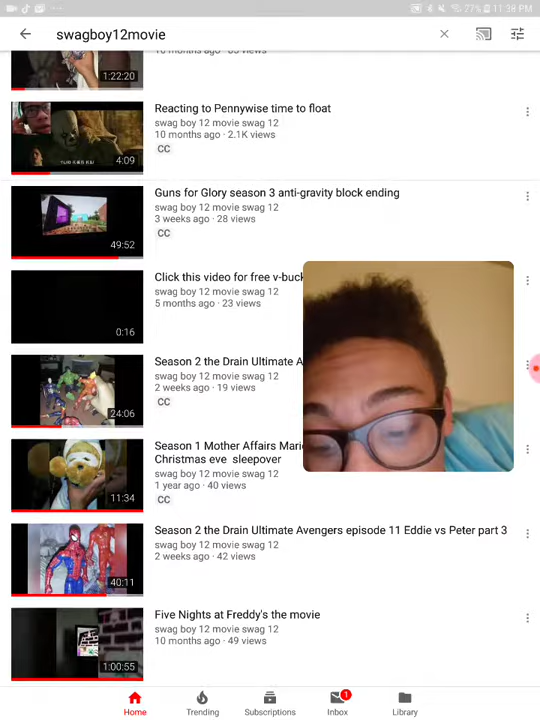 77% 11:38 PM
swagboy12movie
10 months ago · 63 views
1:22:20
Reacting to Pennywise time to float
swag boy 12 movie swag 12
10 months ago · 2.1K views
CC
4:09
Guns for Glory season 3 anti-gravity block ending
swag boy 12 movie swag 12
3 weeks ago · 28 views
CC
49:52
Click this video for free v-buck
swag boy 12 movie swag 12
5 months ago · 23 views
0:16
Season 2 the Drain Ultimate A
swag boy 12 movie swag 12
2 weeks ago · 19 views
CC
24:06
Season 1 Mother Affairs Mari
Christmas eve sleepover
swag boy 12 movie swag 12
1 year ago · 40 views
CC
11:34
Season 2 the Drain Ultimate Avengers episode 11 Eddie vs Peter part 3
swag boy 12 movie swag 12
2 weeks ago · 42 views
40:11
Five Nights at Freddy's the movie
swag boy 12 movie swag 12
10 months ago · 49 views
1:00:55
1
Home Trending Subscriptions Inbox Library